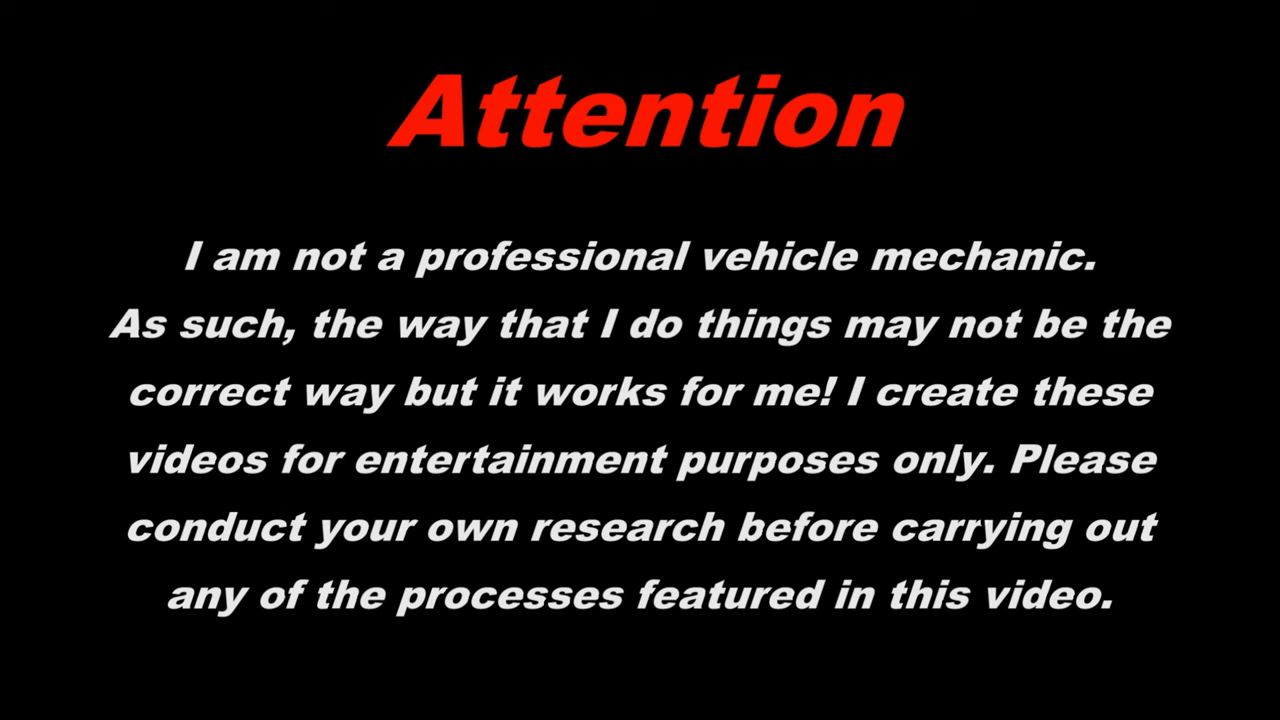 Attention
I am not a professional vehicle mechanic.
As such, the way that I do things may not be the
correct way but it works for me! I create these
videos for entertainment purposes only. Please
conduct your own research before carrying out
any of the processes featured in this video.